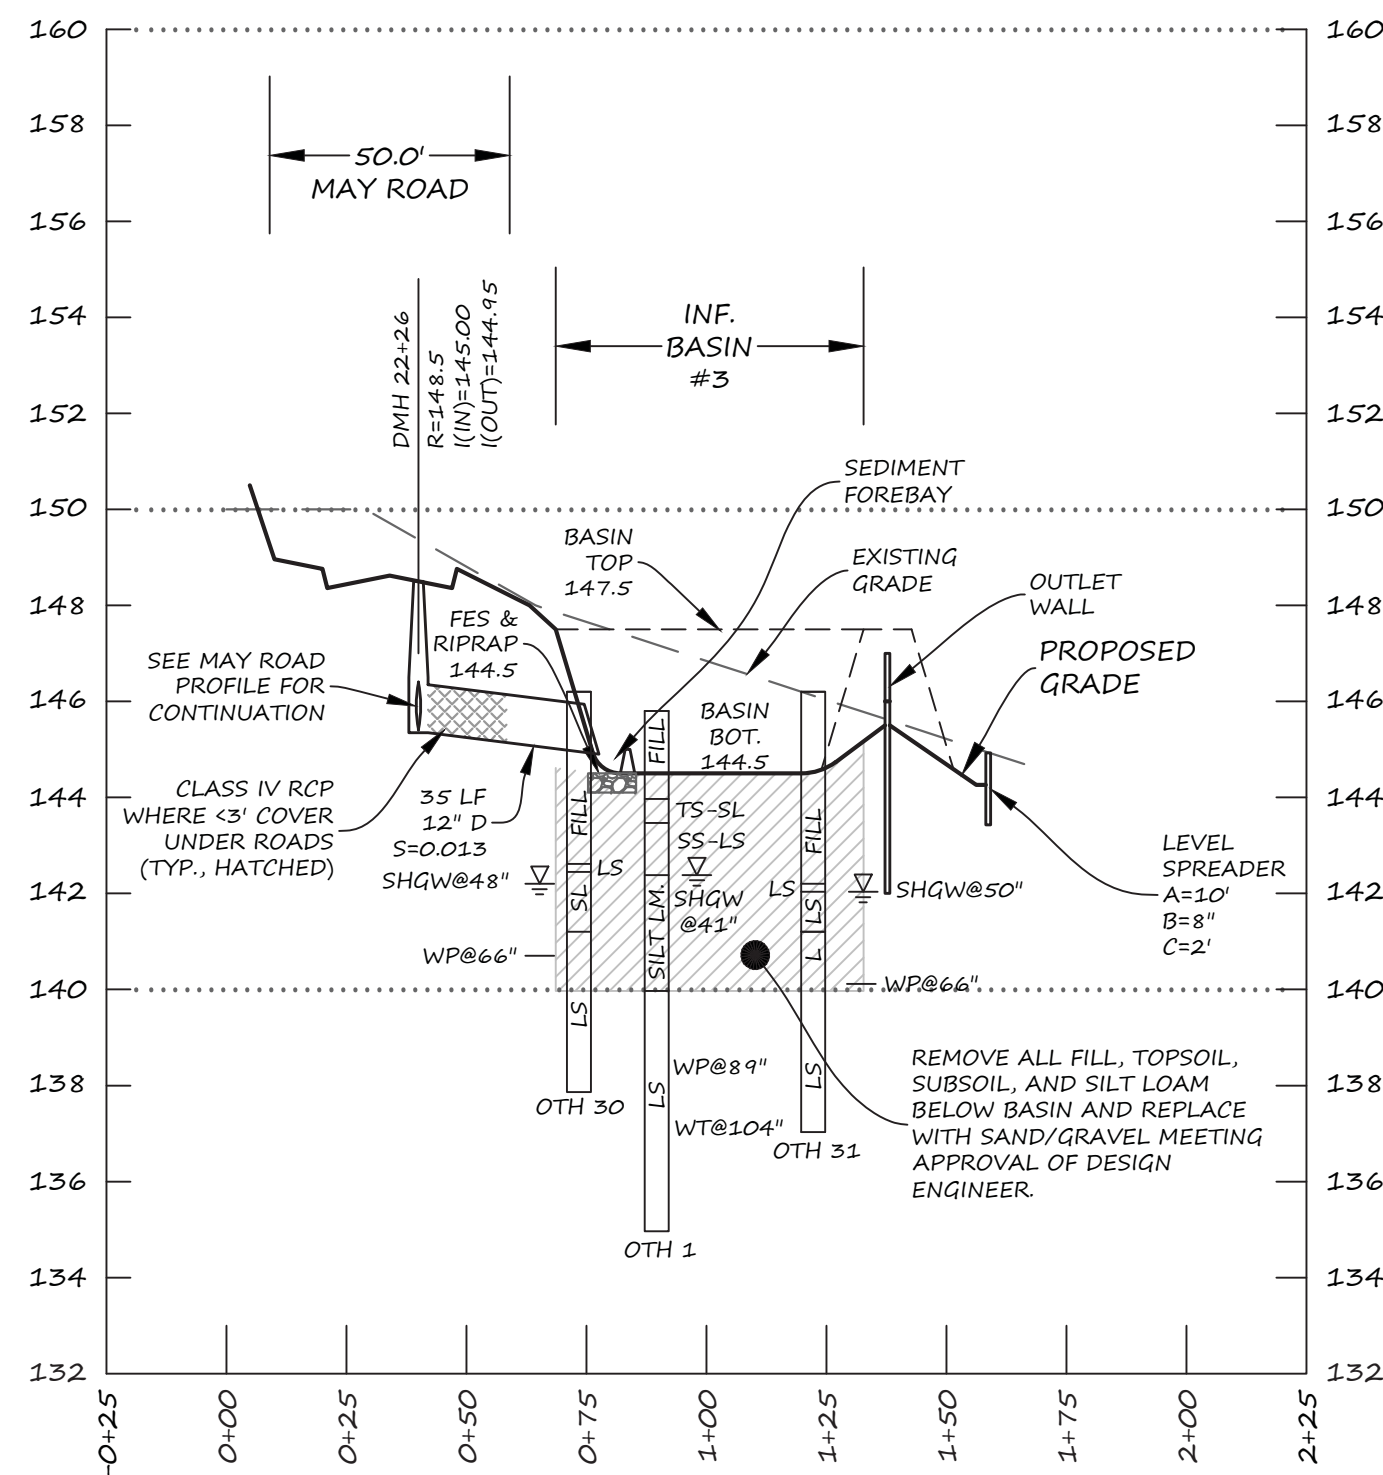 160
160
158
158
50.0'
MAY ROAD
156
156
154
154
DMH 22+26
R=148.5
I(IN)=145.00
I(OUT)=144.95
INF.
BASIN
#3
152
152
SEDIMENT
FOREBAY
150
150
BASIN
TOP
147.5
EXISTING
GRADE
OUTLET
WALL
148
148
FES &
RIPRAP
144.5
PROPOSED
GRADE
SEE MAY ROAD
PROFILE FOR
CONTINUATION
146
146
BASIN
BOT.
144.5
FILL
CLASS IV RCP
WHERE <3' COVER
UNDER ROADS
(TYP., HATCHED)
35 LF
12" D
S=0.013
144
144
FILL
TS-SL
SS-LS
FILL
LEVEL
SPREADER
A=10'
B=8"
C=2'
SHGW@48"
LS
SL
SHGW
@41"
LS
LS
SHGW@50"
142
142
SILT LM.
WP@66"
L
WP@66"
140
140
LS
LS
LS
WP@89"
WT@104"
138
138
OTH 30
OTH 31
OTH 1
REMOVE ALL FILL, TOPSOIL,
SUBSOIL, AND SILT LOAM
BELOW BASIN AND REPLACE
WITH SAND/GRAVEL MEETING
APPROVAL OF DESIGN
ENGINEER.
136
136
134
134
132
132
-0+25
0+00
0+25
0+50
0+75
1+00
1+25
1+50
1+75
2+00
2+25